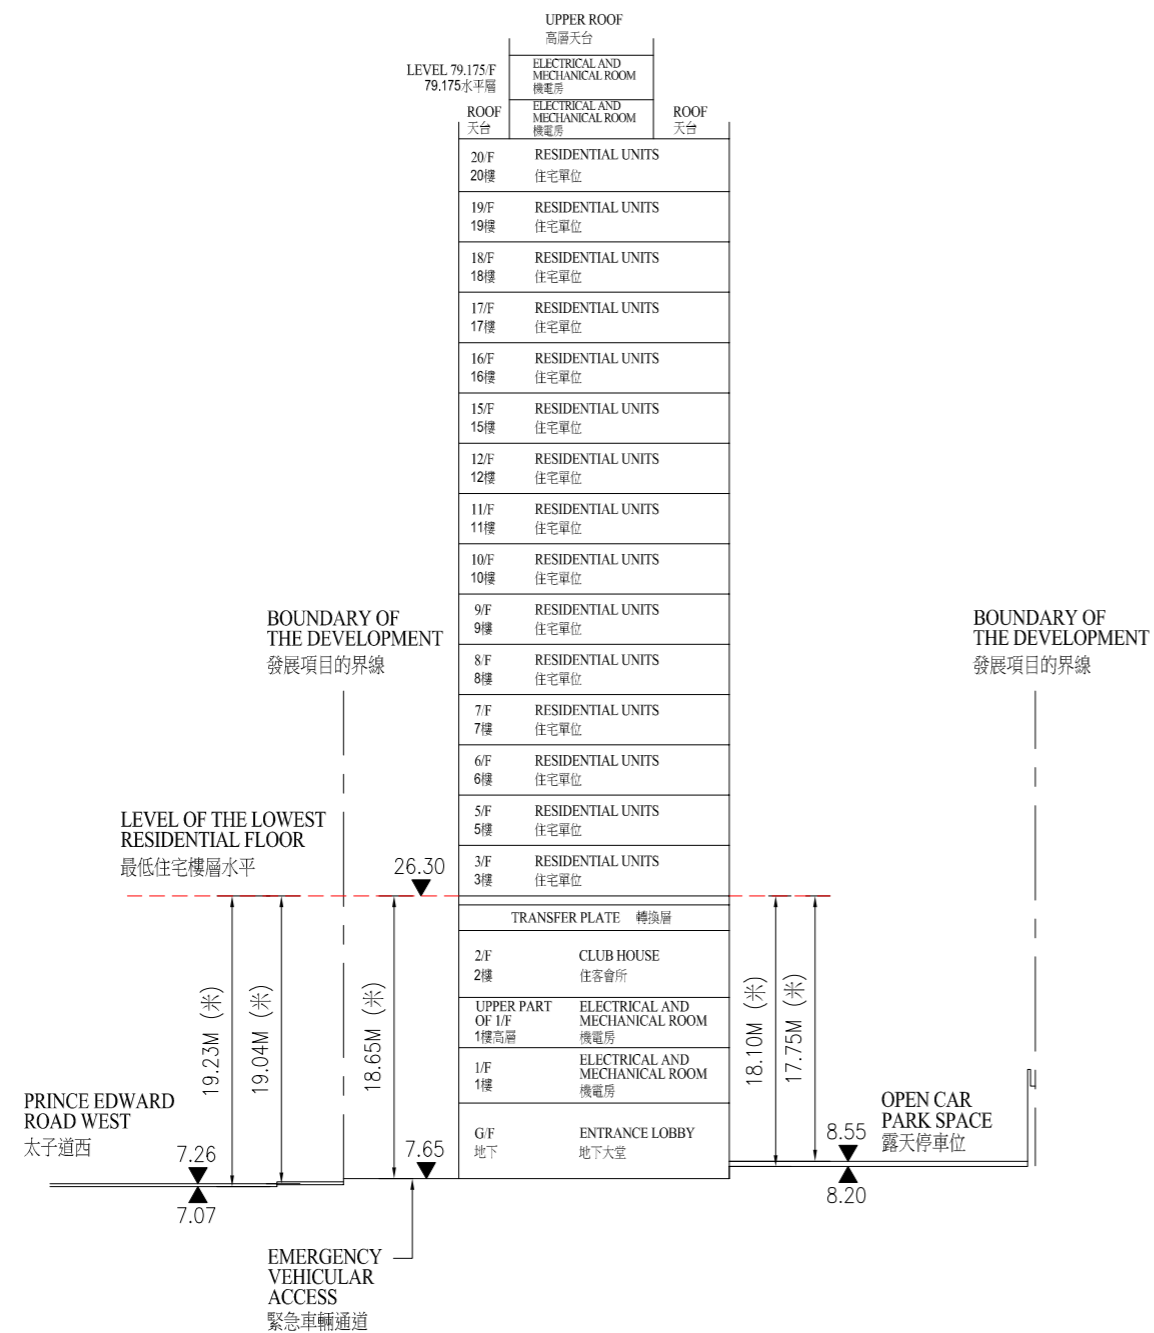 UPPER ROOF
高層天台
LEVEL 79.175/F
79.175水平層
ELECTRICAL AND
MECHANICAL ROOM
機電房
ROOF
天台
ELECTRICAL AND
MECHANICAL ROOM
機電房
ROOF
天台
20/F RESIDENTIAL UNITS
20樓 住宅單位
19/F RESIDENTIAL UNITS
19樓 住宅單位
18/F RESIDENTIAL UNITS
18樓 住宅單位
17/F RESIDENTIAL UNITS
17樓 住宅單位
16/F RESIDENTIAL UNITS
16樓 住宅單位
15/F RESIDENTIAL UNITS
15樓 住宅單位
12/F RESIDENTIAL UNITS
12樓 住宅單位
11/F RESIDENTIAL UNITS
11樓 住宅單位
10/F RESIDENTIAL UNITS
10樓 住宅單位
9/F RESIDENTIAL UNITS
9樓 住宅單位
8/F RESIDENTIAL UNITS
8樓 住宅單位
7/F RESIDENTIAL UNITS
7樓 住宅單位
6/F RESIDENTIAL UNITS
6樓 住宅單位
5/F RESIDENTIAL UNITS
5樓 住宅單位
3/F RESIDENTIAL UNITS
3樓 住宅單位
BOUNDARY OF
THE DEVELOPMENT
發展項目的界線
BOUNDARY OF
THE DEVELOPMENT
發展項目的界線
LEVEL OF THE LOWEST
RESIDENTIAL FLOOR
最低住宅樓層水平
26.30
TRANSFER PLATE 轉換層
2/F CLUB HOUSE
2樓 住客會所
UPPER PART
OF 1/F
1樓高層
ELECTRICAL AND
MECHANICAL ROOM
機電房
1/F
1樓
ELECTRICAL AND
MECHANICAL ROOM
機電房
G/F ENTRANCE LOBBY
地下 地下大堂
19.23M (米)
19.04M (米)
18.65M (米)
18.10M (米)
17.75M (米)
PRINCE EDWARD
ROAD WEST
太子道西
7.26
7.07
7.65
OPEN CAR
PARK SPACE
露天停車位
8.55
8.20
EMERGENCY
VEHICULAR
ACCESS
緊急車輛通道